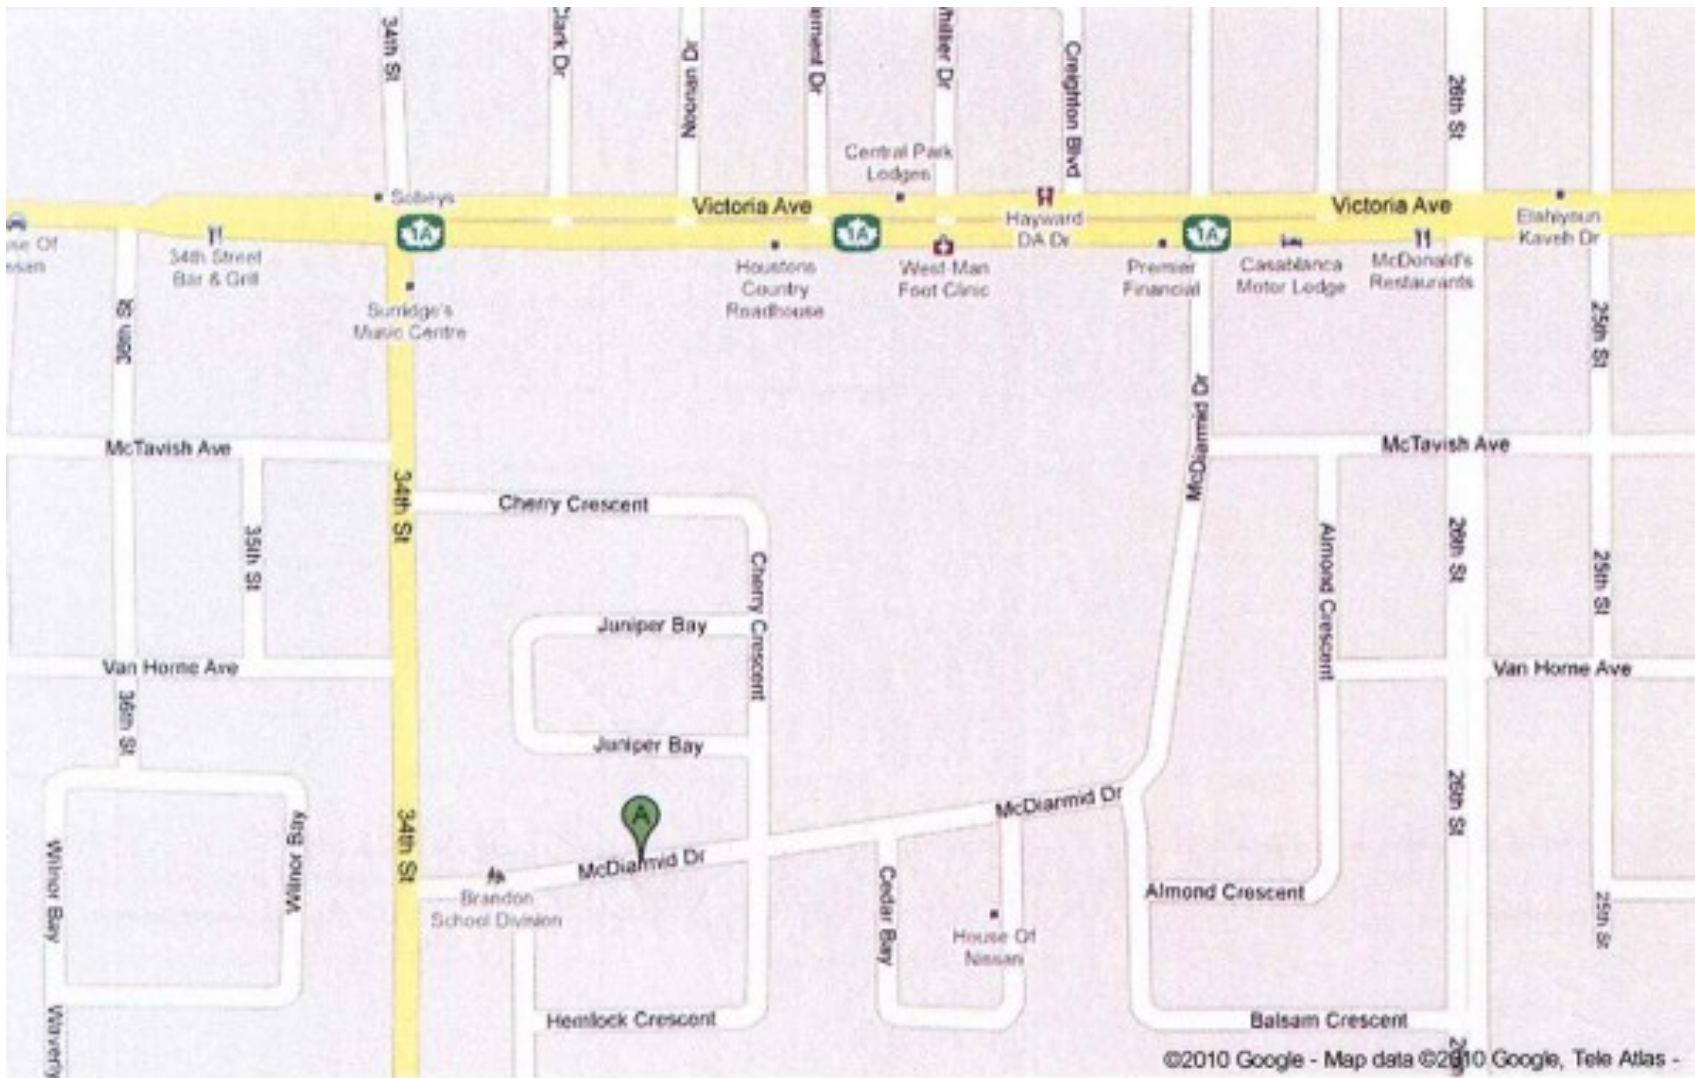 34th St
Clark Dr
Noonan Dr
Creighton Blvd
26th St
Central Park
Lodges
Sobeys
Victoria Ave
Victoria Ave
1A
1A
1A
Hayward
DA Dr
Elahiyoun
Kaveh Dr
34th Street
Bar & Grill
Houstons
Country
Roadhouse
West-Man
Foot Clinic
Premier
Financial
Casablanca
Motor Lodge
McDonald's
Restaurants
36th St
Surridge's
Music Centre
25th St
McDiarmid Dr
McTavish Ave
McTavish Ave
34th St
Cherry Crescent
35th St
Cherry Crescent
Almond Crescent
26th St
25th St
Juniper Bay
Van Horne Ave
Van Horne Ave
36th St
Juniper Bay
A
McDiarmid Dr
26th St
34th St
McDiarmid Dr
Wilnor Bay
Wilnor Bay
Brandon
School Division
Cedar Bay
Almond Crescent
25th St
House Of
Nissan
Hemlock Crescent
Balsam Crescent
©2010 Google - Map data ©2010 Google, Tele Atlas -